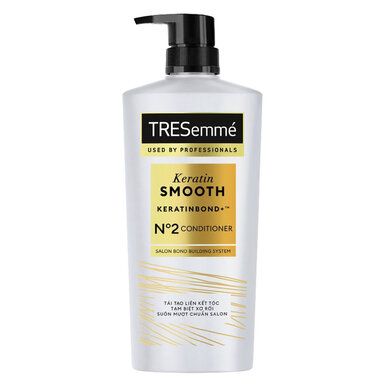 TRESemmé
USED BY PROFESSIONALS
Keratin
SMOOTH
KERATINBOND+™
Nº2 CONDITIONER
SALON BOND BUILDING SYSTEM
TÁI TẠO LIÊN KẾT TÓC
TẠM BIỆT XƠ RỐI
SUÔN MƯỢT CHUẨN SALON